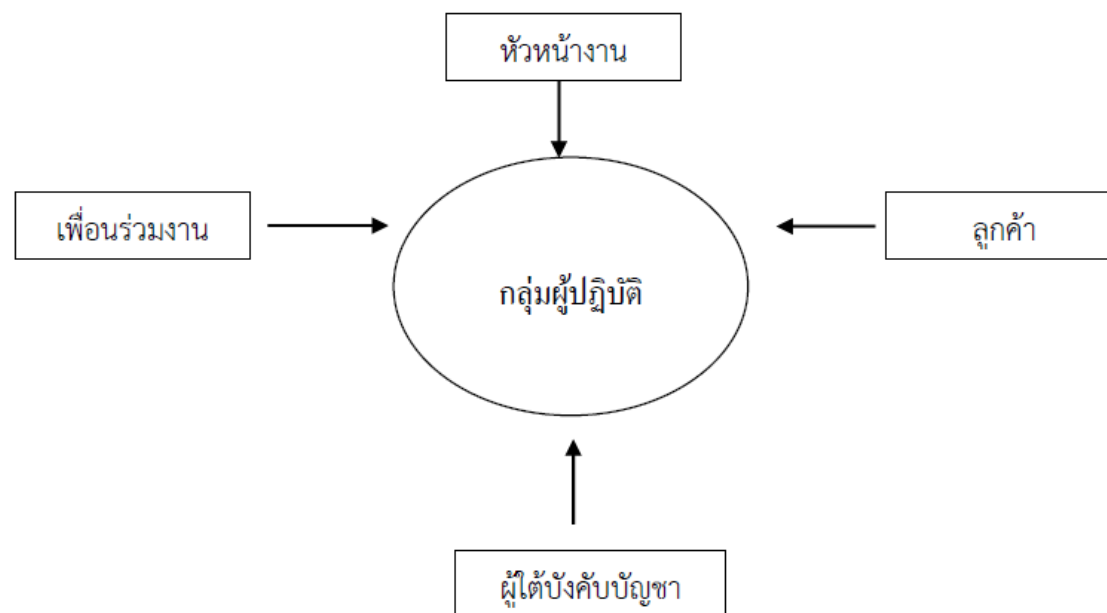 หัวหน้างาน
เพื่อนร่วมงาน
ลูกค้า
กลุ่มผู้ปฏิบัติ
ผู้ใต้บังคับบัญชา